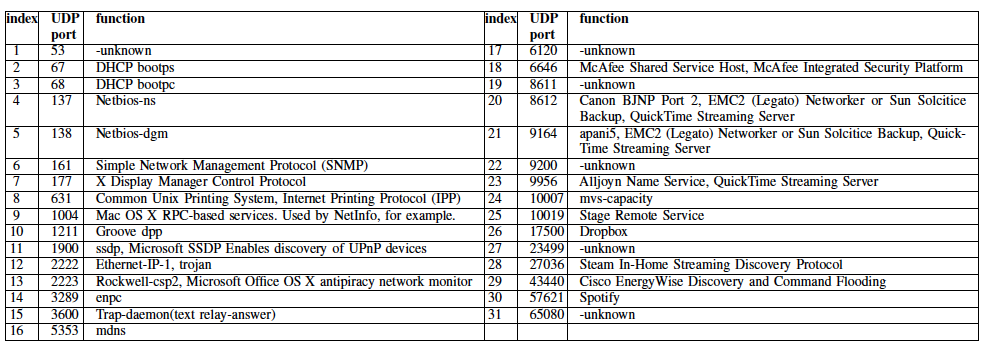 index UDP port function
1 53 -unknown
2 67 DHCP bootps
3 68 DHCP bootpc
4 137 Netbios-ns
5 138 Netbios-dgm
6 161 Simple Network Management Protocol (SNMP)
7 177 X Display Manager Control Protocol
8 631 Common Unix Printing System, Internet Printing Protocol (IPP)
9 1004 Mac OS X RPC-based services. Used by NetInfo, for example.
10 1211 Groove dpp
11 1900 ssdp, Microsoft SSDP Enables discovery of UPnP devices
12 2222 Ethernet-IP-1, trojan
13 2223 Rockwell-csp2, Microsoft Office OS X antipiracy network monitor
14 3289 enpc
15 3600 Trap-daemon(text relay-answer)
16 5353 mdns
index UDP port function
17 6120 -unknown
18 6646 McAfee Shared Service Host, McAfee Integrated Security Platform
19 8611 -unknown
20 8612 Canon BJNP Port 2, EMC2 (Legato) Networker or Sun Solcitice
Backup, QuickTime Streaming Server
21 9164 apani5, EMC2 (Legato) Networker or Sun Solcitice Backup, Quick-
Time Streaming Server
22 9200 -unknown
23 9956 Alljoyn Name Service, QuickTime Streaming Server
24 10007 mvs-capacity
25 10019 Stage Remote Service
26 17500 Dropbox
27 23499 -unknown
28 27036 Steam In-Home Streaming Discovery Protocol
29 43440 Cisco EnergyWise Discovery and Command Flooding
30 57621 Spotify
31 65080 -unknown